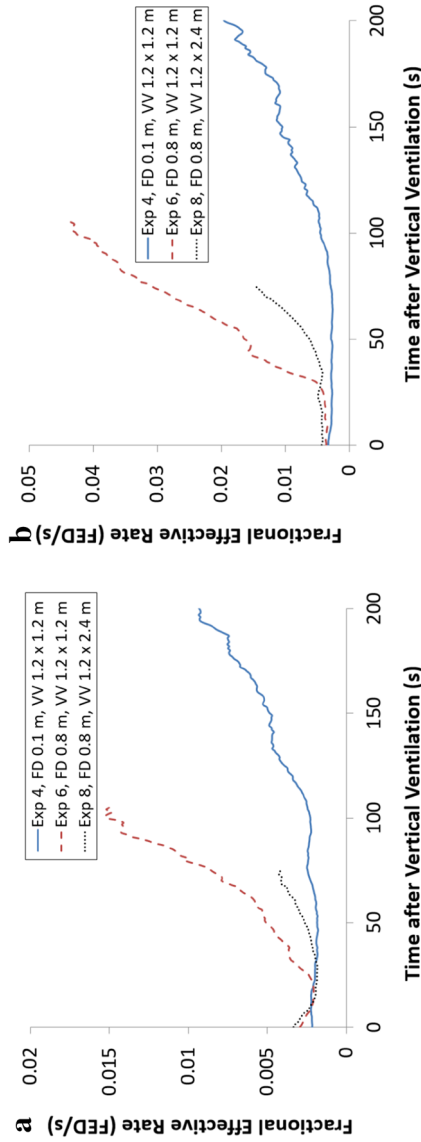 a
Fractional Effective Rate (FED/s)
0.02
0.015
0.01
0.005
0
Exp 4, FD 0.1 m, VV 1.2 x 1.2 m
Exp 6, FD 0.8 m, VV 1.2 x 1.2 m
Exp 8, FD 0.8 m, VV 1.2 x 2.4 m
0 50 100 150 200
Time after Vertical Ventilation (s)
b
Fractional Effective Rate (FED/s)
0.05
0.04
0.03
0.02
0.01
0
Exp 4, FD 0.1 m, VV 1.2 x 1.2 m
Exp 6, FD 0.8 m, VV 1.2 x 1.2 m
Exp 8, FD 0.8 m, VV 1.2 x 2.4 m
0 50 100 150 200
Time after Vertical Ventilation (s)